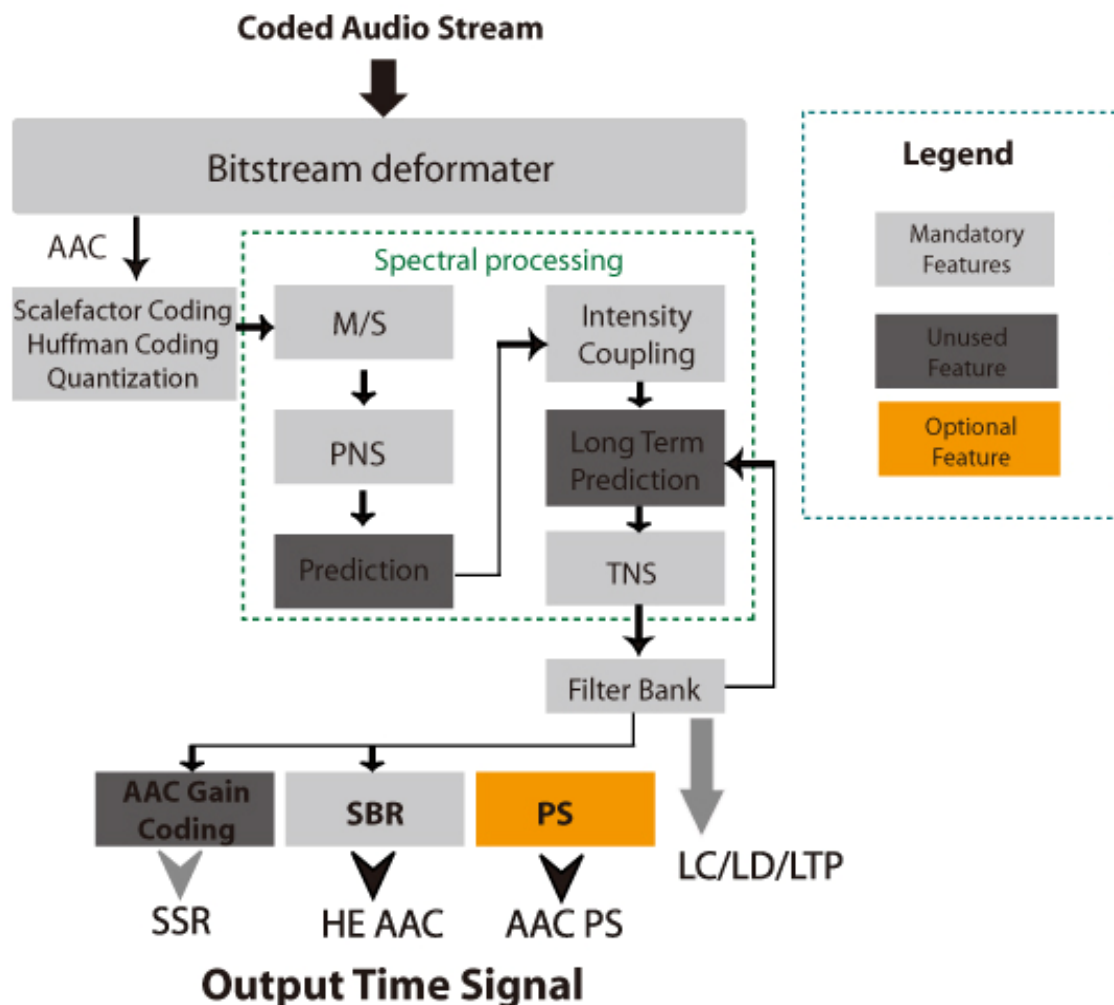 Coded Audio Stream
Bitstream deformater
AAC
Scalefactor Coding
Huffman Coding
Quantization
Spectral processing
M/S
PNS
Prediction
Intensity
Coupling
Long Term
Prediction
TNS
Filter Bank
AAC Gain
Coding
SBR
PS
SSR
HE AAC
AAC PS
LC/LD/LTP
Output Time Signal
Legend
Mandatory
Features
Unused
Feature
Optional
Feature